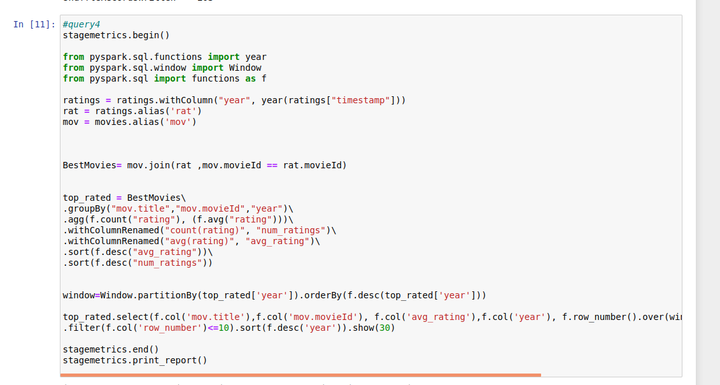 In [11]:
#query4
stagemetrics.begin()
from pyspark.sql.functions import year
from pyspark.sql.window import Window
from pyspark.sql import functions as f
ratings = ratings.withColumn("year", year(ratings["timestamp"]))
rat = ratings.alias('rat')
mov = movies.alias('mov')
BestMovies= mov.join(rat ,mov.movieId == rat.movieId)
top_rated = BestMovies\
.groupBy("mov.title","mov.movieId","year")\
.agg(f.count("rating"), (f.avg("rating")))\
.withColumnRenamed("count(rating)", "num_ratings")\
.withColumnRenamed("avg(rating)", "avg_rating")\
.sort(f.desc("avg_rating"))\
.sort(f.desc("num_ratings"))
window=Window.partitionBy(top_rated['year']).orderBy(f.desc(top_rated['year']))
top_rated.select(f.col('mov.title'),f.col('mov.movieId'), f.col('avg_rating'),f.col('year'), f.row_number().over(wi
.filter(f.col('row_number')<=10).sort(f.desc('year')).show(30)
stagemetrics.end()
stagemetrics.print_report()